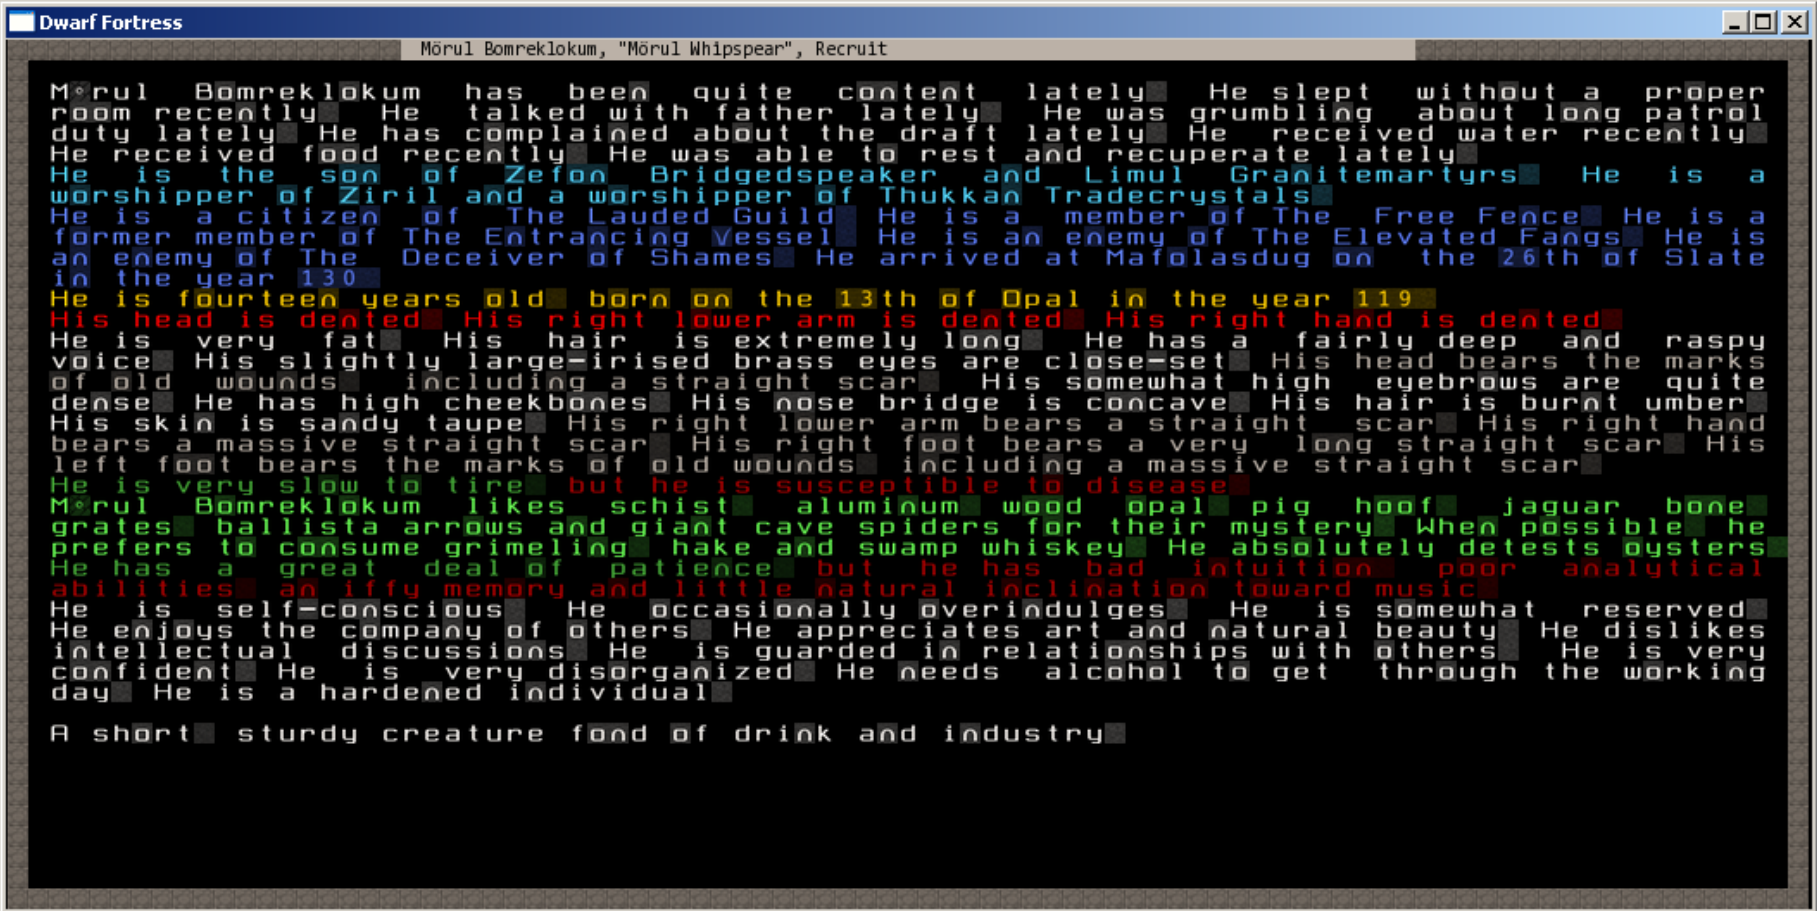 Dwarf Fortress
Mörul Bomreklokum, "Mörul Whipspear", Recruit
Mörul Bomreklokum has been quite content lately. He slept without a proper
room recently. He talked with father lately. He was grumbling about long patrol
duty lately. He has complained about the draft lately. He received water recently.
He received food recently. He was able to rest and recuperate lately.
He is the son of Zefon Bridgedspeaker and Limul Granitemartyrs. He is a
worshipper of Ziril and a worshipper of Thukkan Tradecrystals.
He is a citizen of The Lauded Guild. He is a member of The Free Fence. He is a
former member of The Entrancing Vessel. He is an enemy of The Elevated Fangs. He is
an enemy of The Deceiver of Shames. He arrived at Mafolasdug on the 26th of Slate
in the year 130.
He is fourteen years old, born on the 13th of Opal in the year 119.
His head is dented. His right lower arm is dented. His right hand is dented.
He is very fat. His hair is extremely long. He has a fairly deep and raspy
voice. His slightly large-irised brass eyes are close-set. His head bears the marks
of old wounds, including a straight scar. His somewhat high eyebrows are quite
dense. He has high cheekbones. His nose bridge is concave. His hair is burnt umber.
His skin is sandy taupe. His right lower arm bears a straight scar. His right hand
bears a massive straight scar. His right foot bears a very long straight scar. His
left foot bears the marks of old wounds, including a massive straight scar.
He is very slow to tire, but he is susceptible to disease.
Mörul Bomreklokum likes schist, aluminum, wood opal, pig hoof, jaguar bone,
grates, ballista arrows and giant cave spiders for their mystery. When possible, he
prefers to consume grimeling, hake and swamp whiskey. He absolutely detests oysters.
He has a great deal of patience, but he has bad intuition, poor analytical
abilities, an iffy memory and little natural inclination toward music.
He is self-conscious. He occasionally overindulges. He is somewhat reserved.
He enjoys the company of others. He appreciates art and natural beauty. He dislikes
intellectual discussions. He is guarded in relationships with others. He is very
confident. He is very disorganized. He needs alcohol to get through the working
day. He is a hardened individual.
A short, sturdy creature fond of drink and industry.